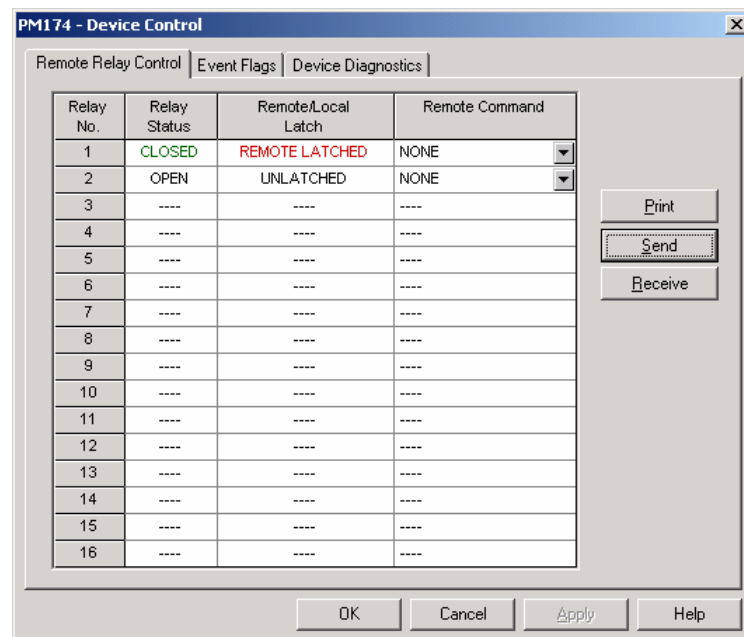 PM174 - Device Control
Remote Relay Control Event Flags Device Diagnostics
Relay No. Relay Status Remote/Local Latch Remote Command
1 CLOSED REMOTE LATCHED NONE
2 OPEN UNLATCHED NONE
3 ---- ---- ----
4 ---- ---- ----
5 ---- ---- ----
6 ---- ---- ----
7 ---- ---- ----
8 ---- ---- ----
9 ---- ---- ----
10 ---- ---- ----
11 ---- ---- ----
12 ---- ---- ----
13 ---- ---- ----
14 ---- ---- ----
15 ---- ---- ----
16 ---- ---- ----
Print
Send
Receive
OK Cancel Apply Help